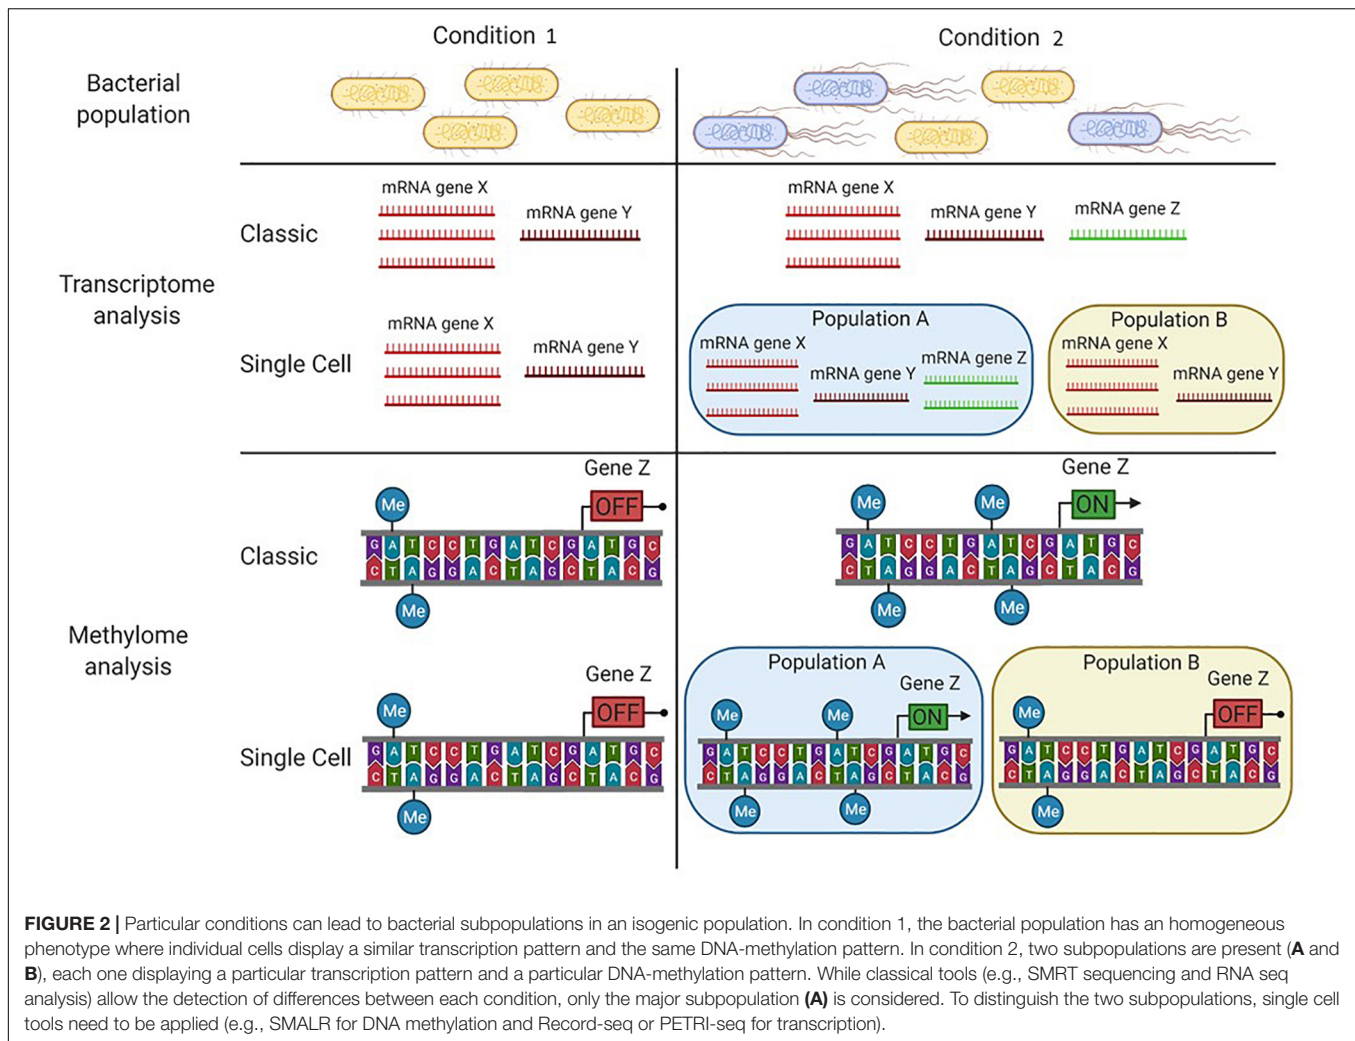 Condition 1
Condition 2
Bacterial
population
mRNA gene X
mRNA gene Y
Classic
mRNA gene X
mRNA gene Y
mRNA gene Z
Transcriptome
analysis
mRNA gene X
mRNA gene Y
Single Cell
Population A
mRNA gene X
mRNA gene Y
mRNA gene Z
Population B
mRNA gene X
mRNA gene Y
Gene Z
Me
OFF
Classic
G A T C C T G A T C G A T G C
C T A G G A C T A G C T A C G
Me
Gene Z
Me
Me
ON
G A T C C T G A T C G A T G C
C T A G G A C T A G C T A C G
Me
Me
Methylome
analysis
Gene Z
Me
OFF
Single Cell
G A T C C T G A T C G A T G C
C T A G G A C T A G C T A C G
Me
Population A
Gene Z
Me
Me
ON
G A T C C T G A T C G A T G C
C T A G G A C T A G C T A C G
Me
Me
Population B
Gene Z
Me
OFF
G A T C C T G A T C G A T G C
C T A G G A C T A G C T A C G
Me
FIGURE 2 | Particular conditions can lead to bacterial subpopulations in an isogenic population. In condition 1, the bacterial population has an homogeneous
phenotype where individual cells display a similar transcription pattern and the same DNA-methylation pattern. In condition 2, two subpopulations are present (A and
B), each one displaying a particular transcription pattern and a particular DNA-methylation pattern. While classical tools (e.g., SMRT sequencing and RNA seq
analysis) allow the detection of differences between each condition, only the major subpopulation (A) is considered. To distinguish the two subpopulations, single cell
tools need to be applied (e.g., SMALR for DNA methylation and Record-seq or PETRI-seq for transcription).